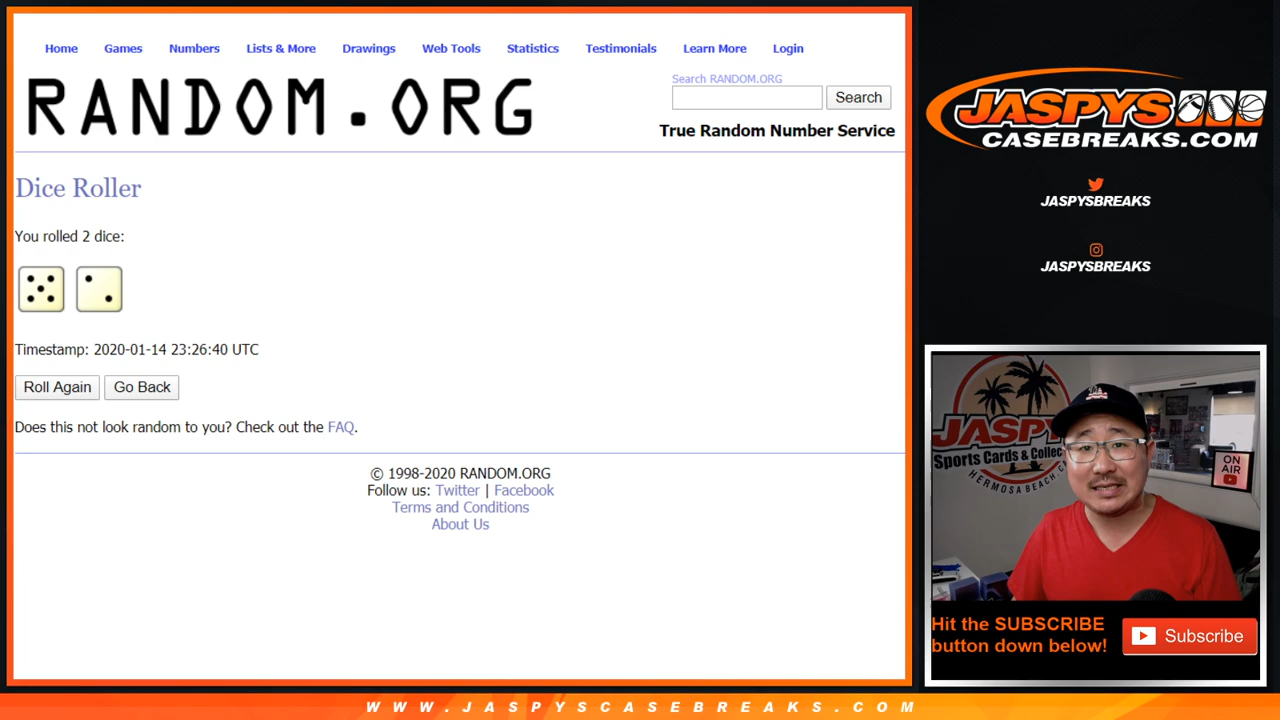 Home Games Numbers Lists & More Drawings Web Tools Statistics Testimonials Learn More Login
RANDOM.ORG
Search RANDOM.ORG
Search
True Random Number Service
Dice Roller
You rolled 2 dice:
Timestamp: 2020-01-14 23:26:40 UTC
Roll Again Go Back
Does this not look random to you? Check out the FAQ.
© 1998-2020 RANDOM.ORG
Follow us: Twitter | Facebook
Terms and Conditions
About Us
JASPYS
CASEBREAKS.COM
JASPYSBREAKS
JASPYSBREAKS
JASPYS
Sports Cards & Collec
HERMOSA BEACH
ON
AIR
Hit the SUBSCRIBE
button down below!
Subscribe
WWW.JASPYSCASEBREAKS.COM